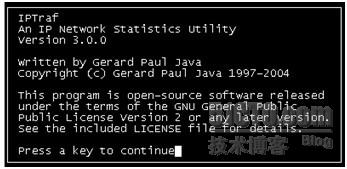 IPTraf
An IP Network Statistics Utility
Version 3.0.0
Written by Gerard Paul Java
Copyright (c) Gerard Paul Java 1997-2004
This program is open-source software released
under the terms of the GNU General Public
Public License Version 2 or any later version.
See the included LICENSE file for details.
Press a key to continue
技术博客 Blog